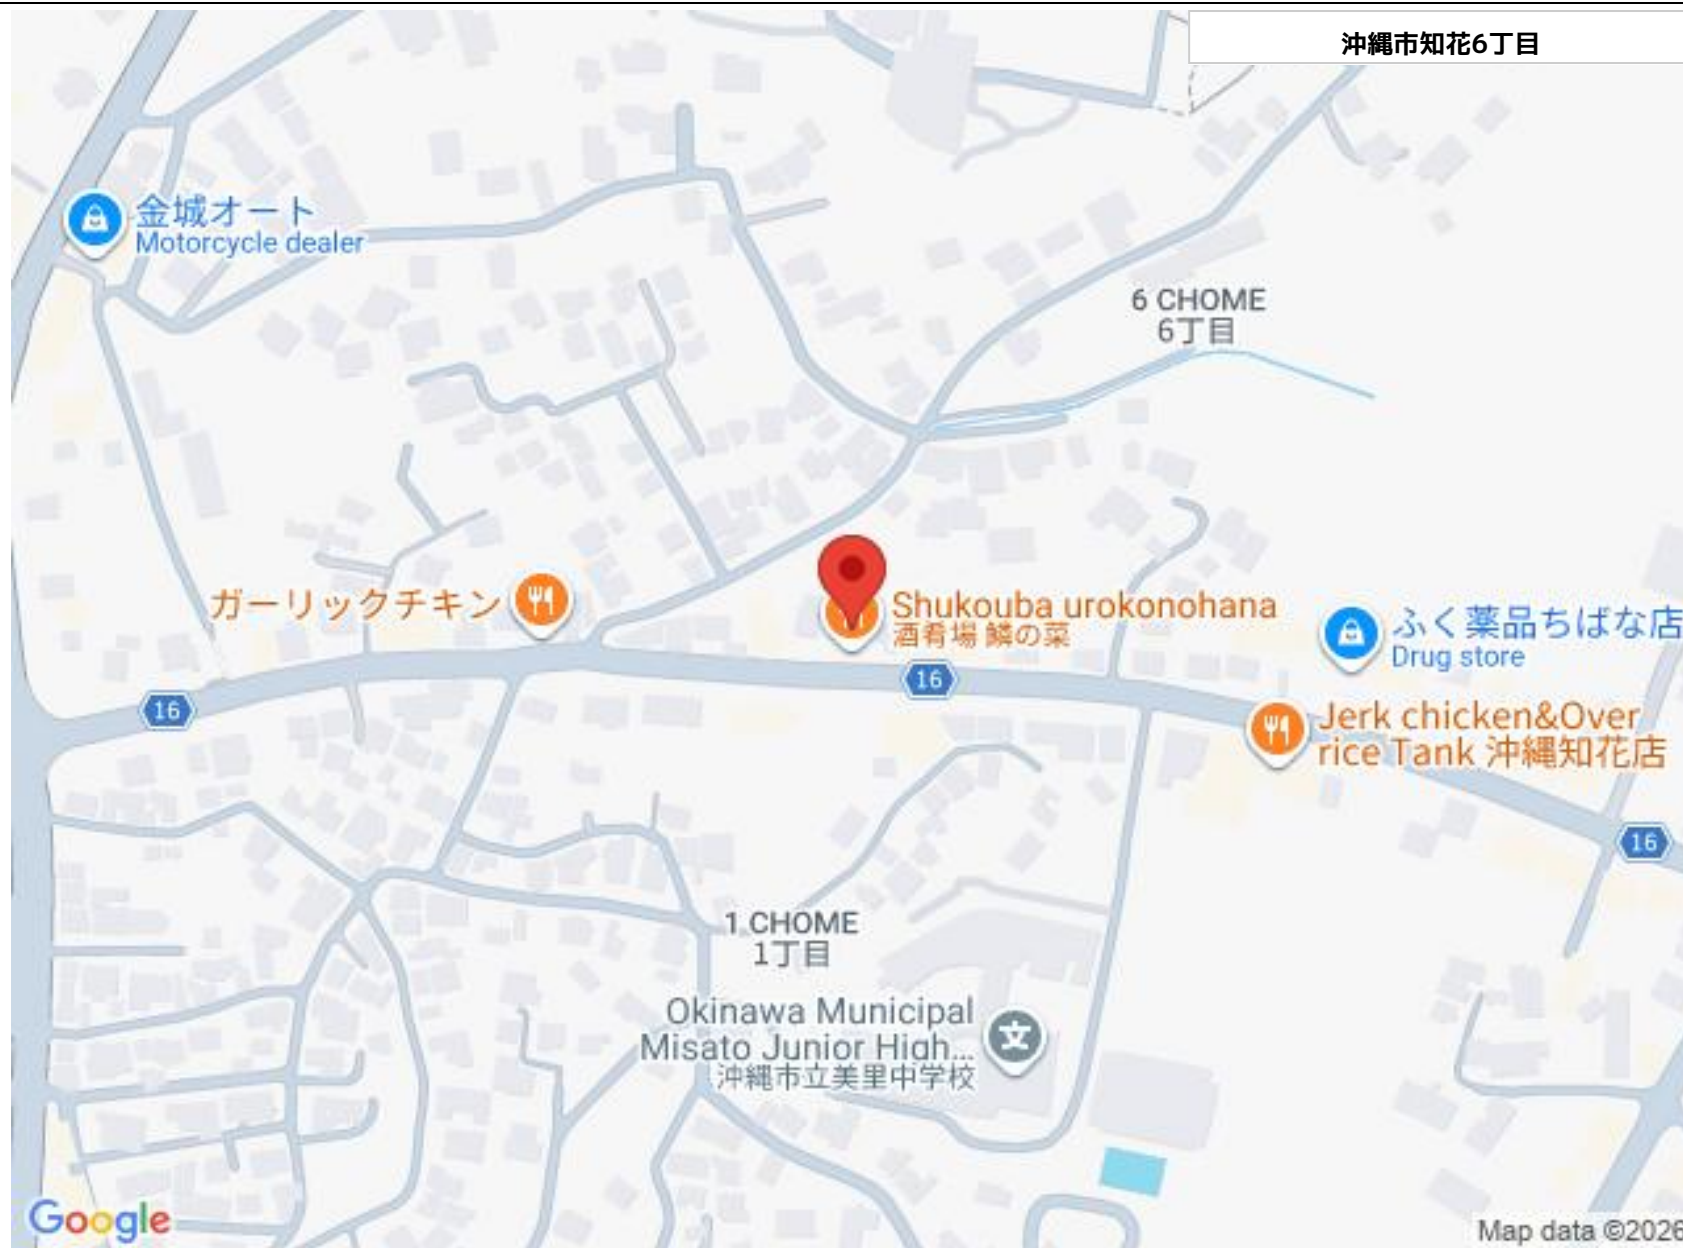 沖縄市知花6丁目
金城オート
Motorcycle dealer
6 CHOME
6丁目
ガーリックチキン
Shukouba urokonohana
酒肴場 鱗の菜
ふく薬品ちばな店
Drug store
16
16
Jerk chicken&Over
rice Tank 沖縄知花店
16
1 CHOME
1丁目
Okinawa Municipal
Misato Junior High...
沖縄市立美里中学校
文
Google
Map data ©2026